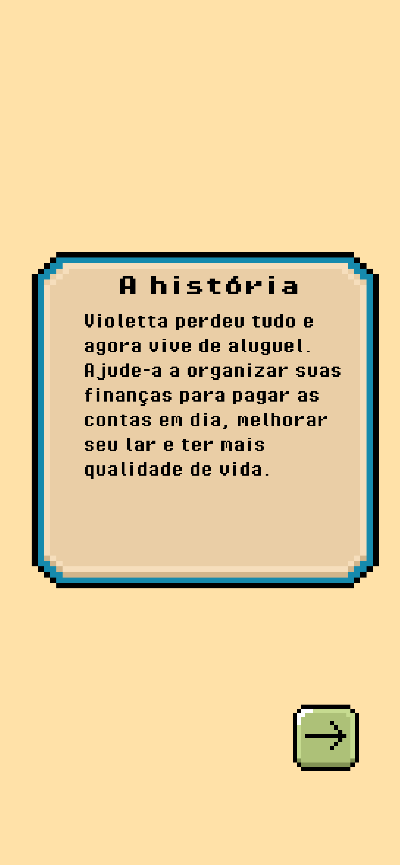 A história
Violetta perdeu tudo e
agora vive de aluguel.
Ajude-a a organizar suas
finanças para pagar as
contas em dia, melhorar
seu lar e ter mais
qualidade de vida.